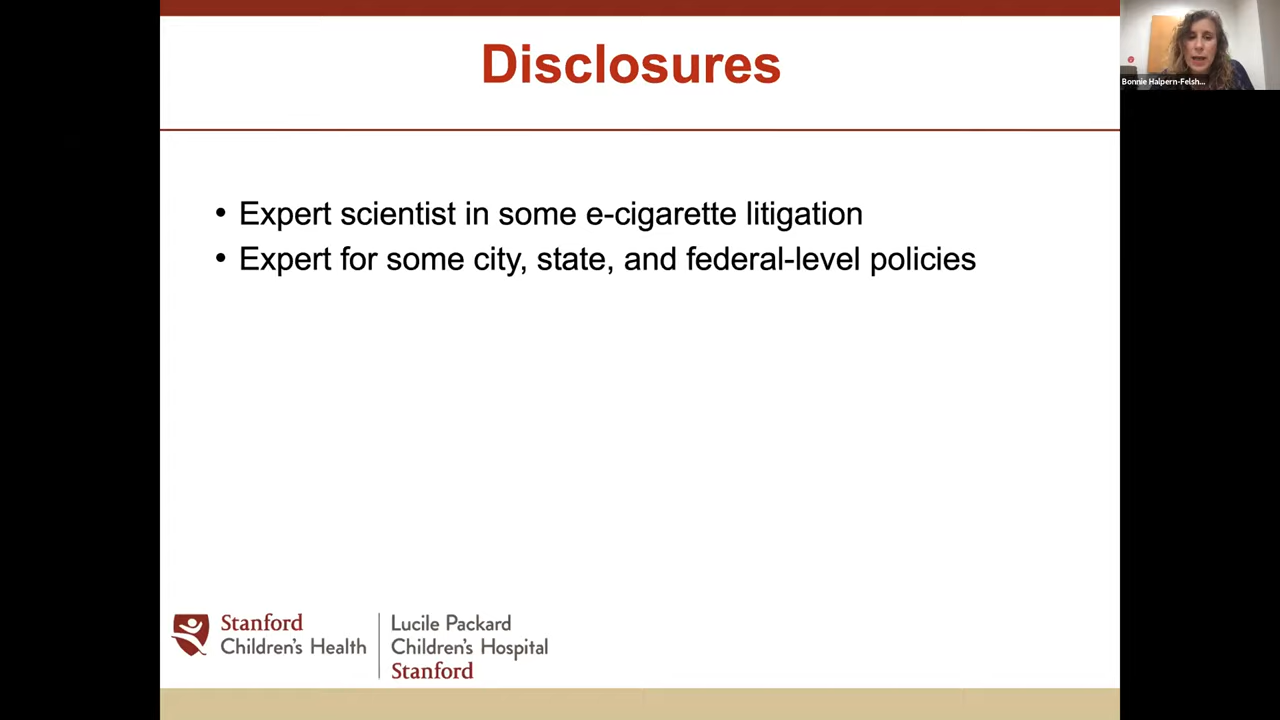 Disclosures
Bonnie Halpern-Felsh...
• Expert scientist in some e-cigarette litigation
• Expert for some city, state, and federal-level policies
Stanford
Children's Health
Lucile Packard
Children's Hospital
Stanford